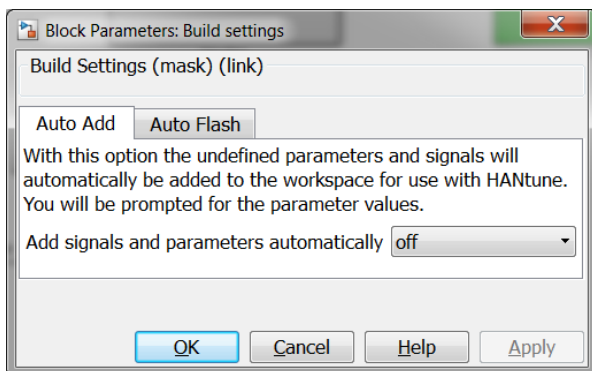 Block Parameters: Build settings
Build Settings (mask) (link)
Auto Add Auto Flash
With this option the undefined parameters and signals will
automatically be added to the workspace for use with HANtune.
You will be prompted for the parameter values.
Add signals and parameters automatically off
OK Cancel Help Apply